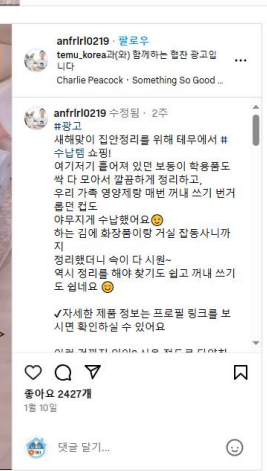 anfrlrl0219 · 팔로우
temu_korea과(와) 함께하는 협찬 광고입
니다
Charlie Peacock · Something So Good ...
anfrlrl0219 수정됨 · 2주
#광고
새해맞이 집안정리를 위해 테무에서 #
수납템 쇼핑!
여기저기 흩어져 있던 보둥이 학용품도
싹 다 모아서 깔끔하게 정리하고,
우리 가족 영양제랑 매번 꺼내 쓰기 번거
롭던 컵도
야무지게 수납했어요😉
하는 김에 화장품이랑 거실 잡동사니까
지
정리했더니 속이 다 시원~
역시 정리를 해야 찾기도 쉽고 꺼내 쓰기
도 쉽네요 😊
✓자세한 제품 정보는 프로필 링크를 보
시면 확인하실 수 있어요
좋아요 2427개
1월 10일
댓글 달기...